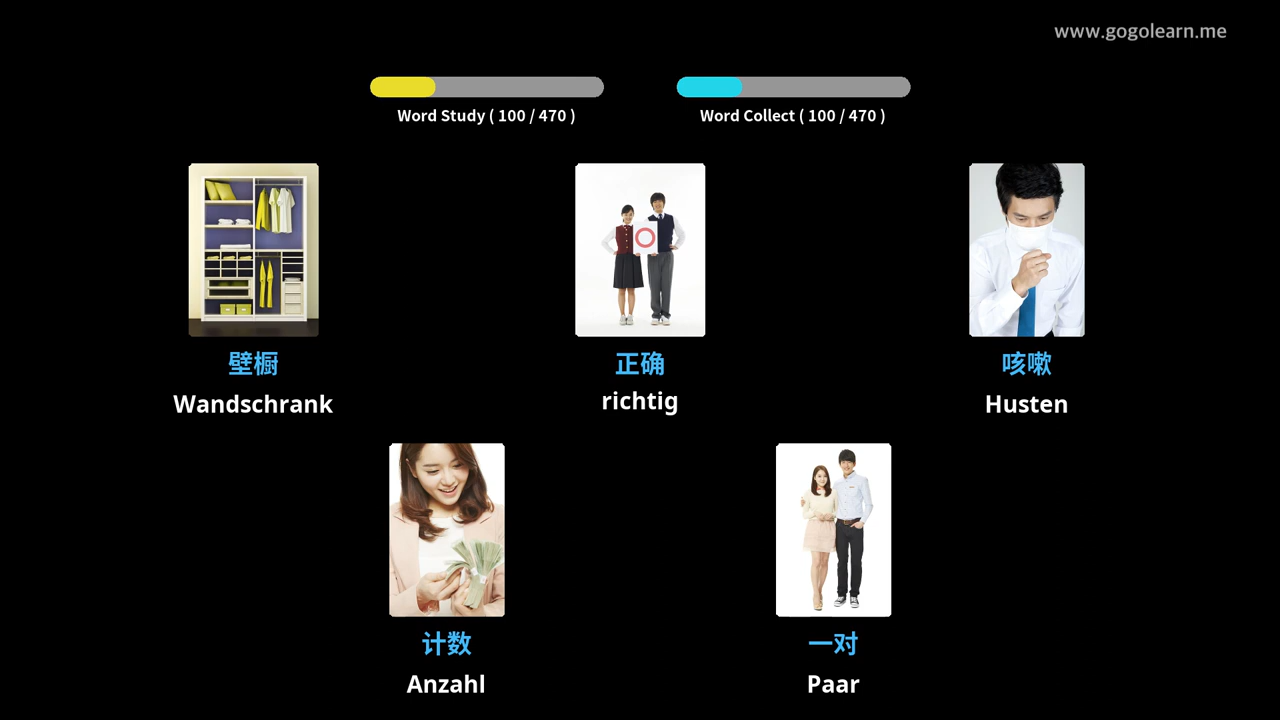 www.gogolearn.me
Word Study ( 100 / 470 )
Word Collect ( 100 / 470 )
壁橱
Wandschrank
正确
richtig
咳嗽
Husten
计数
Anzahl
一对
Paar